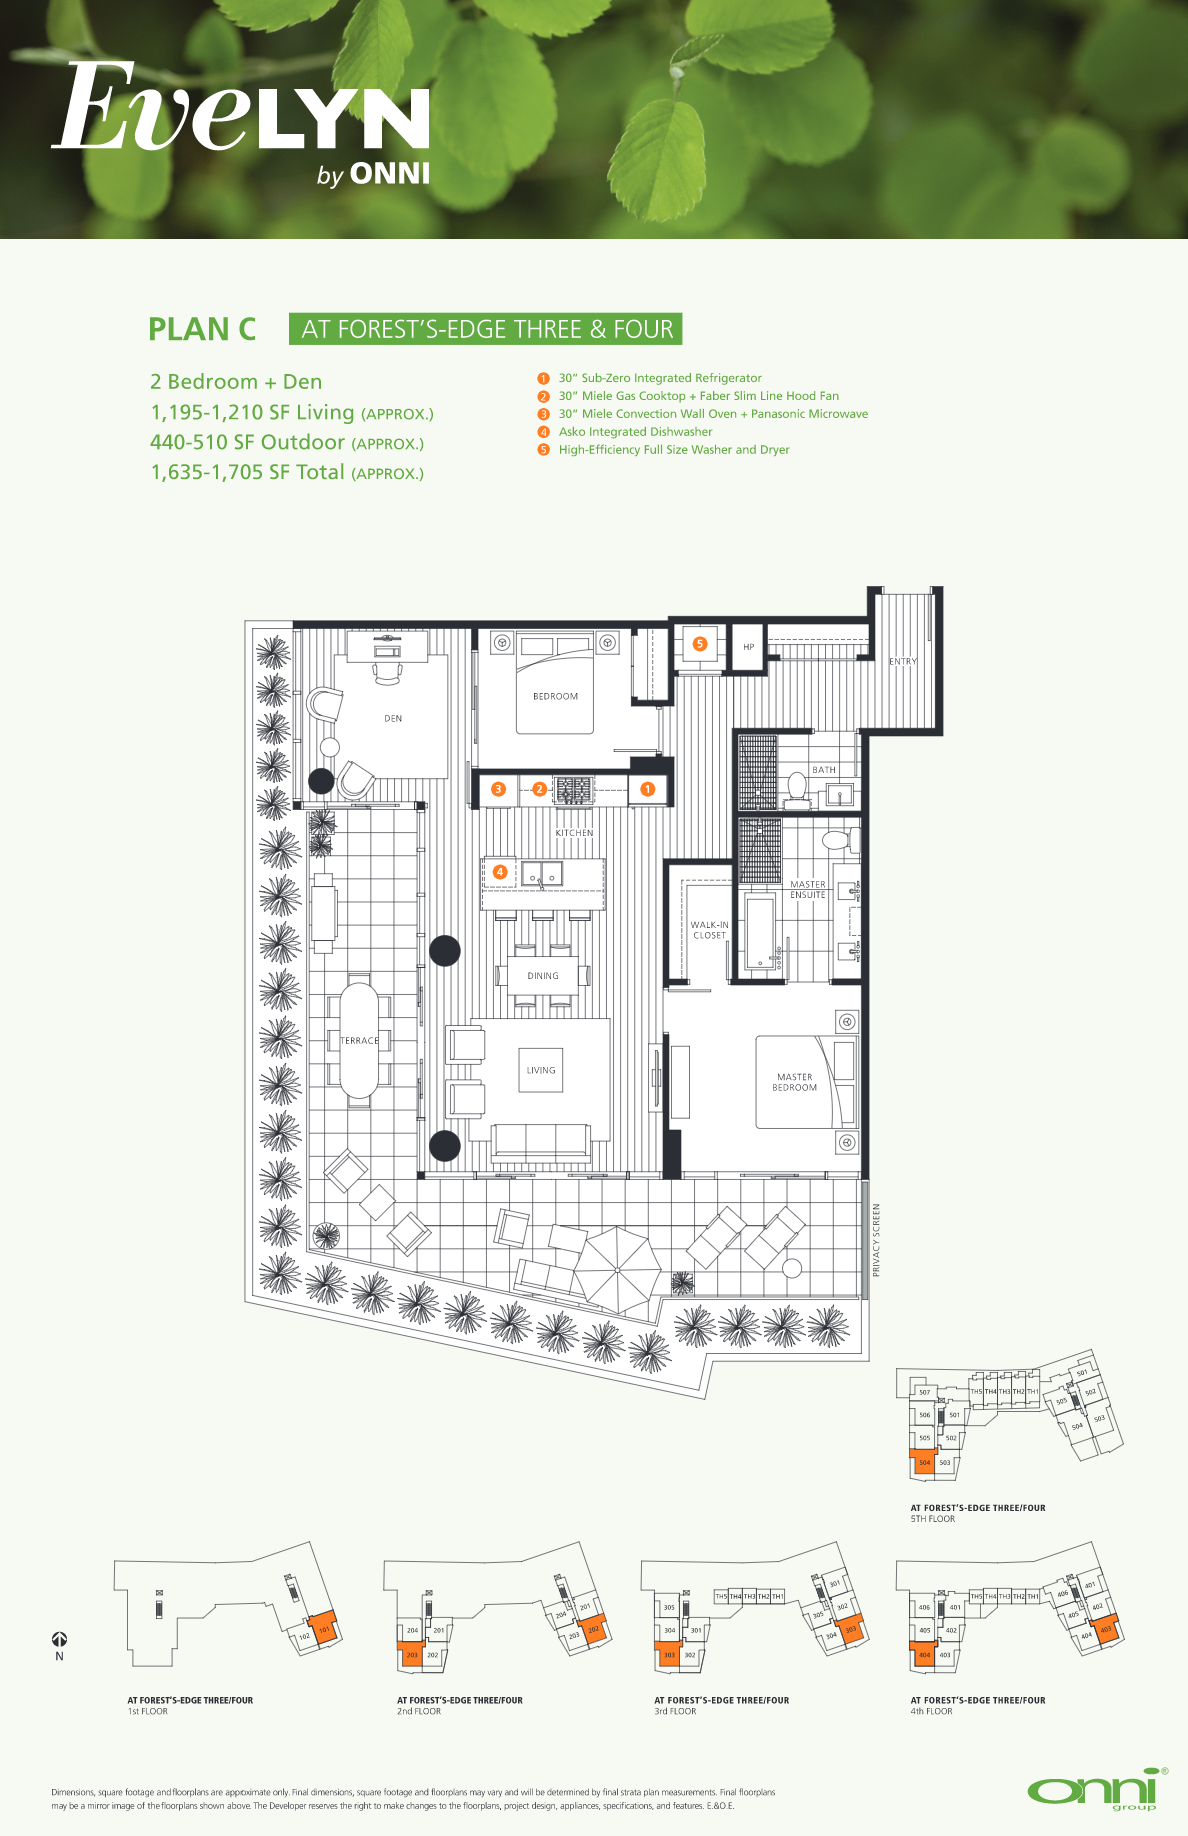 EveLYN
by ONNI
PLAN C
AT FOREST'S-EDGE THREE & FOUR
2 Bedroom + Den
1,195-1,210 SF Living (APPROX.)
440-510 SF Outdoor (APPROX.)
1,635-1,705 SF Total (APPROX.)
1 30" Sub-Zero Integrated Refrigerator
2 30" Miele Gas Cooktop + Faber Slim Line Hood Fan
3 30" Miele Convection Wall Oven + Panasonic Microwave
4 Asko Integrated Dishwasher
5 High-Efficiency Full Size Washer and Dryer
5
HP
ENTRY
BEDROOM
DEN
BATH
3
2
1
KITCHEN
4
MASTER
ENSUITE
WALK-IN
CLOSET
DINING
TERRACE
LIVING
MASTER
BEDROOM
PRIVACY SCREEN
507
TH5 TH4 TH3 TH2 TH1
501
502
505
506
501
503
504
505
502
504
503
AT FOREST'S-EDGE THREE/FOUR
5TH FLOOR
N
102
101
AT FOREST'S-EDGE THREE/FOUR
1st FLOOR
204
201
203
202
201
204
202
203
AT FOREST'S-EDGE THREE/FOUR
2nd FLOOR
305
304
301
303
302
TH5 TH4 TH3 TH2 TH1
301
302
305
303
304
AT FOREST'S-EDGE THREE/FOUR
3rd FLOOR
406
401
405
402
404
403
TH5 TH4 TH3 TH2 TH1
406
401
402
405
403
404
AT FOREST'S-EDGE THREE/FOUR
4th FLOOR
Dimensions, square footage and floorplans are approximate only. Final dimensions, square footage and floorplans may vary and will be determined by final strata plan measurements. Final floorplans
may be a mirror image of the floorplans shown above. The Developer reserves the right to make changes to the floorplans, project design, appliances, specifications, and features. E.&O.E.
onni®
group